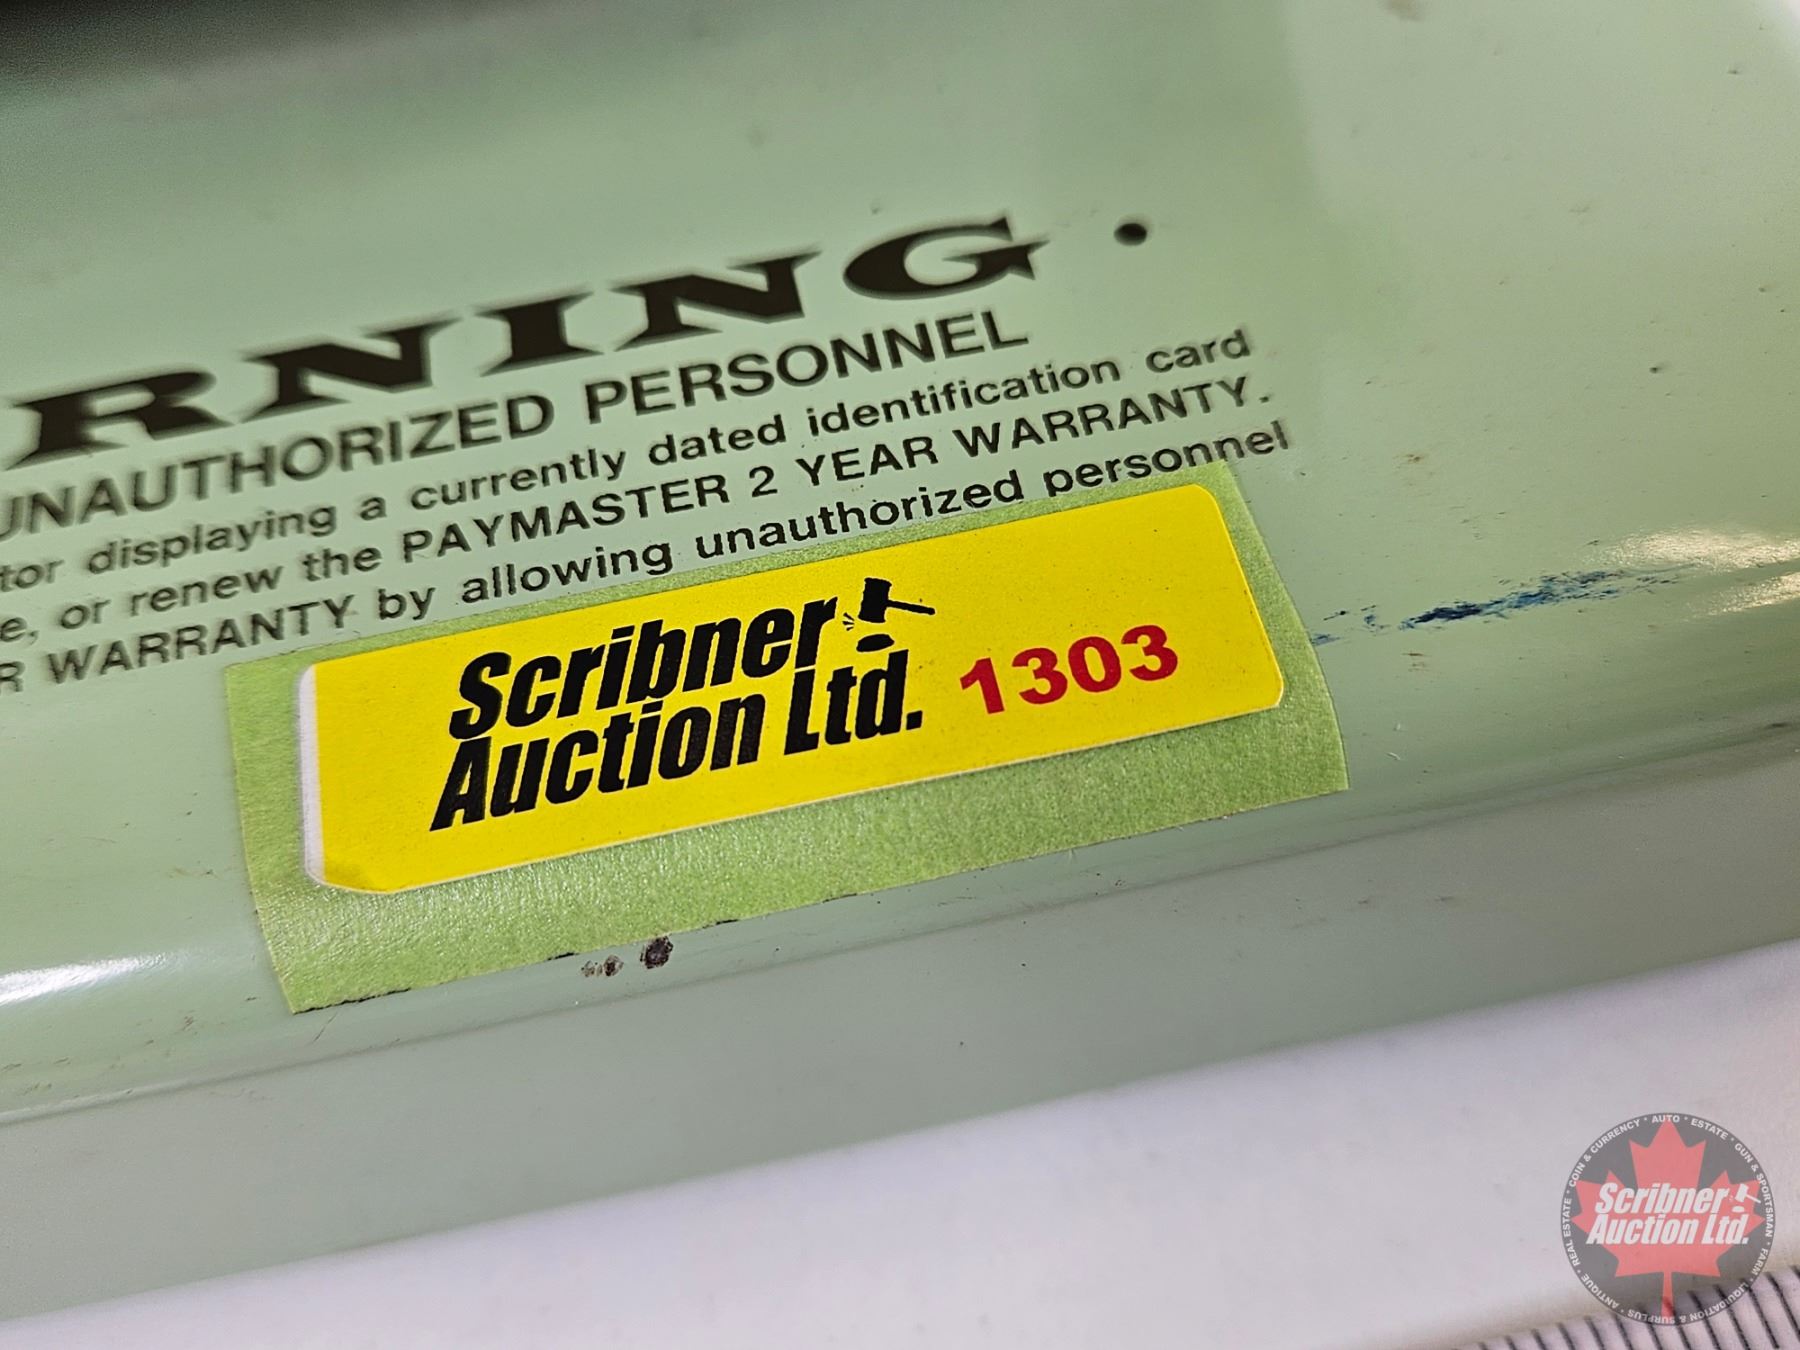 RNING.
UNAUTHORIZED PERSONNEL
tor displaying a currently dated identification card
e, or renew the PAYMASTER 2 YEAR WARRANTY.
R WARRANTY by allowing unauthorized personnel
Scribner
Auction Ltd. 1303
COIN & CURRENCY • AUTO • ESTATE • GUN & SPORTSMAN • FARM • LIQUIDATION & SURPLUS • ANTIQUE • REAL ESTATE •
Scribner
Auction Ltd.